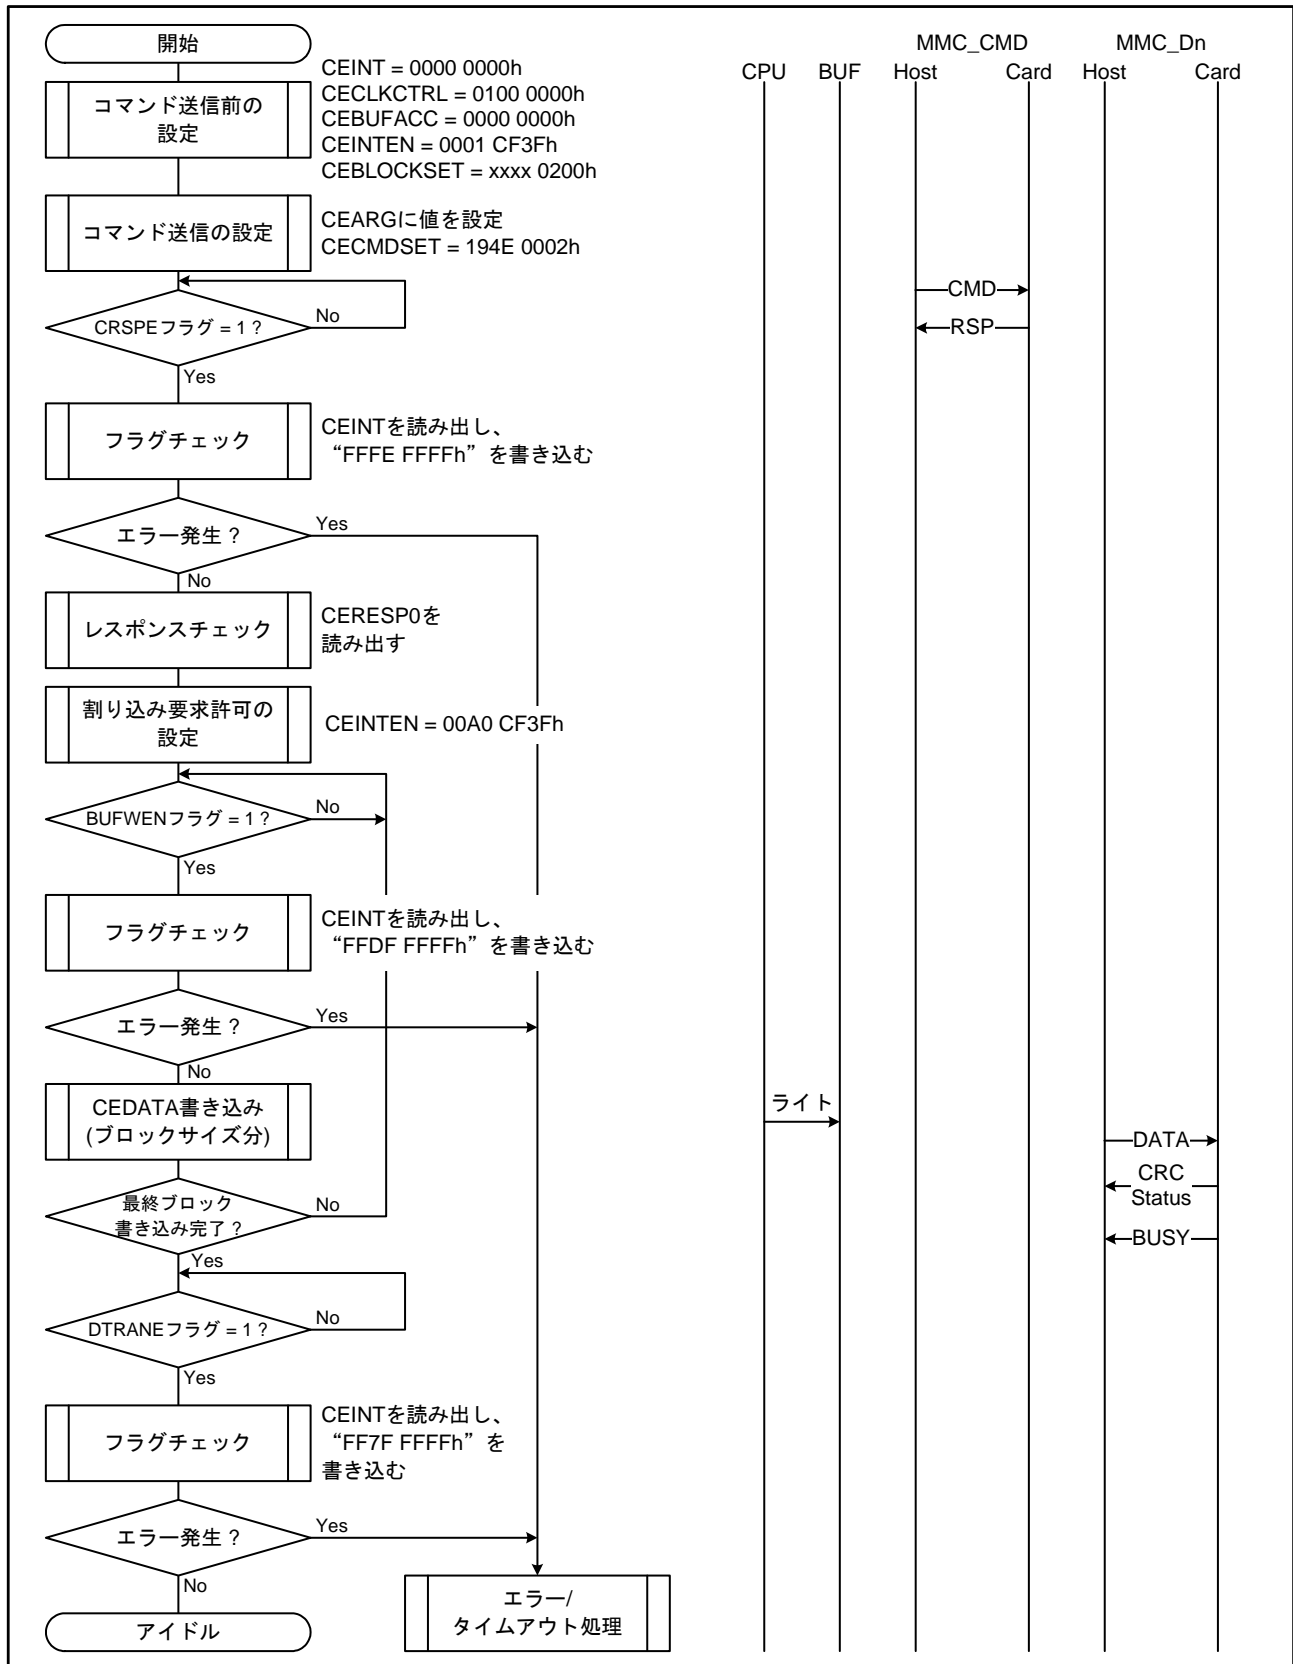 開始
CEINT = 0000 0000h
CECLKCTRL = 0100 0000h
CEBUFACC = 0000 0000h
CEINTEN = 0001 CF3Fh
CEBLOCKSET = xxxx 0200h
コマンド送信前の
設定
コマンド送信の設定
CEARGに値を設定
CECMDSET = 194E 0002h
CRSPEフラグ = 1 ?
No
Yes
フラグチェック
CEINTを読み出し、
“FFFE FFFFh”を書き込む
エラー発生 ?
Yes
No
レスポンスチェック
CERESP0を
読み出す
割り込み要求許可の
設定
CEINTEN = 00A0 CF3Fh
BUFWENフラグ = 1 ?
No
Yes
フラグチェック
CEINTを読み出し、
“FFDF FFFFh”を書き込む
エラー発生 ?
Yes
No
CEDATA書き込み
(ブロックサイズ分)
最終ブロック
書き込み完了 ?
No
Yes
DTRANEフラグ = 1 ?
No
Yes
フラグチェック
CEINTを読み出し、
“FF7F FFFFh”を
書き込む
エラー発生 ?
Yes
No
アイドル
エラー/
タイムアウト処理
MMC_CMD MMC_Dn
CPU BUF Host Card Host Card
CMD
RSP
ライト
DATA
CRC
Status
BUSY